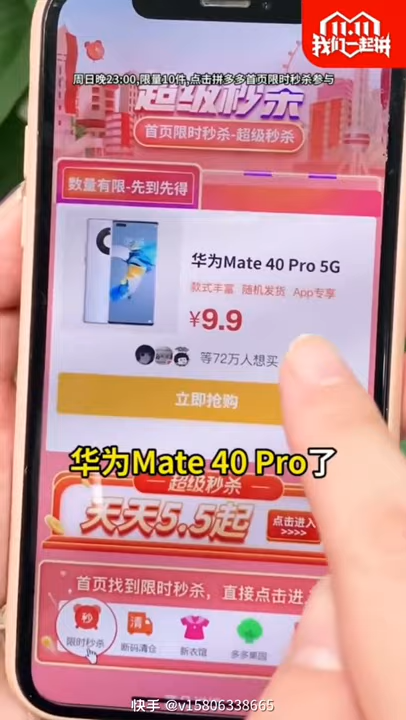 11.11
我们一起拼
周日晚23:00,限量10件,点击拼多多首页限时秒杀参与
超级秒杀
首页限时秒杀-超级秒杀
数量有限-先到先得
华为Mate 40 Pro 5G
款式丰富 随机发货 App专享
¥9.9
等72万人想买
立即抢购
华为Mate 40 Pro了
超级秒杀
天天5.5起
点击进入
>>>>
首页找到限时秒杀，直接点击进
秒
清
限时秒杀
断码清仓
新衣馆
多多果园
快手 @v15806338665